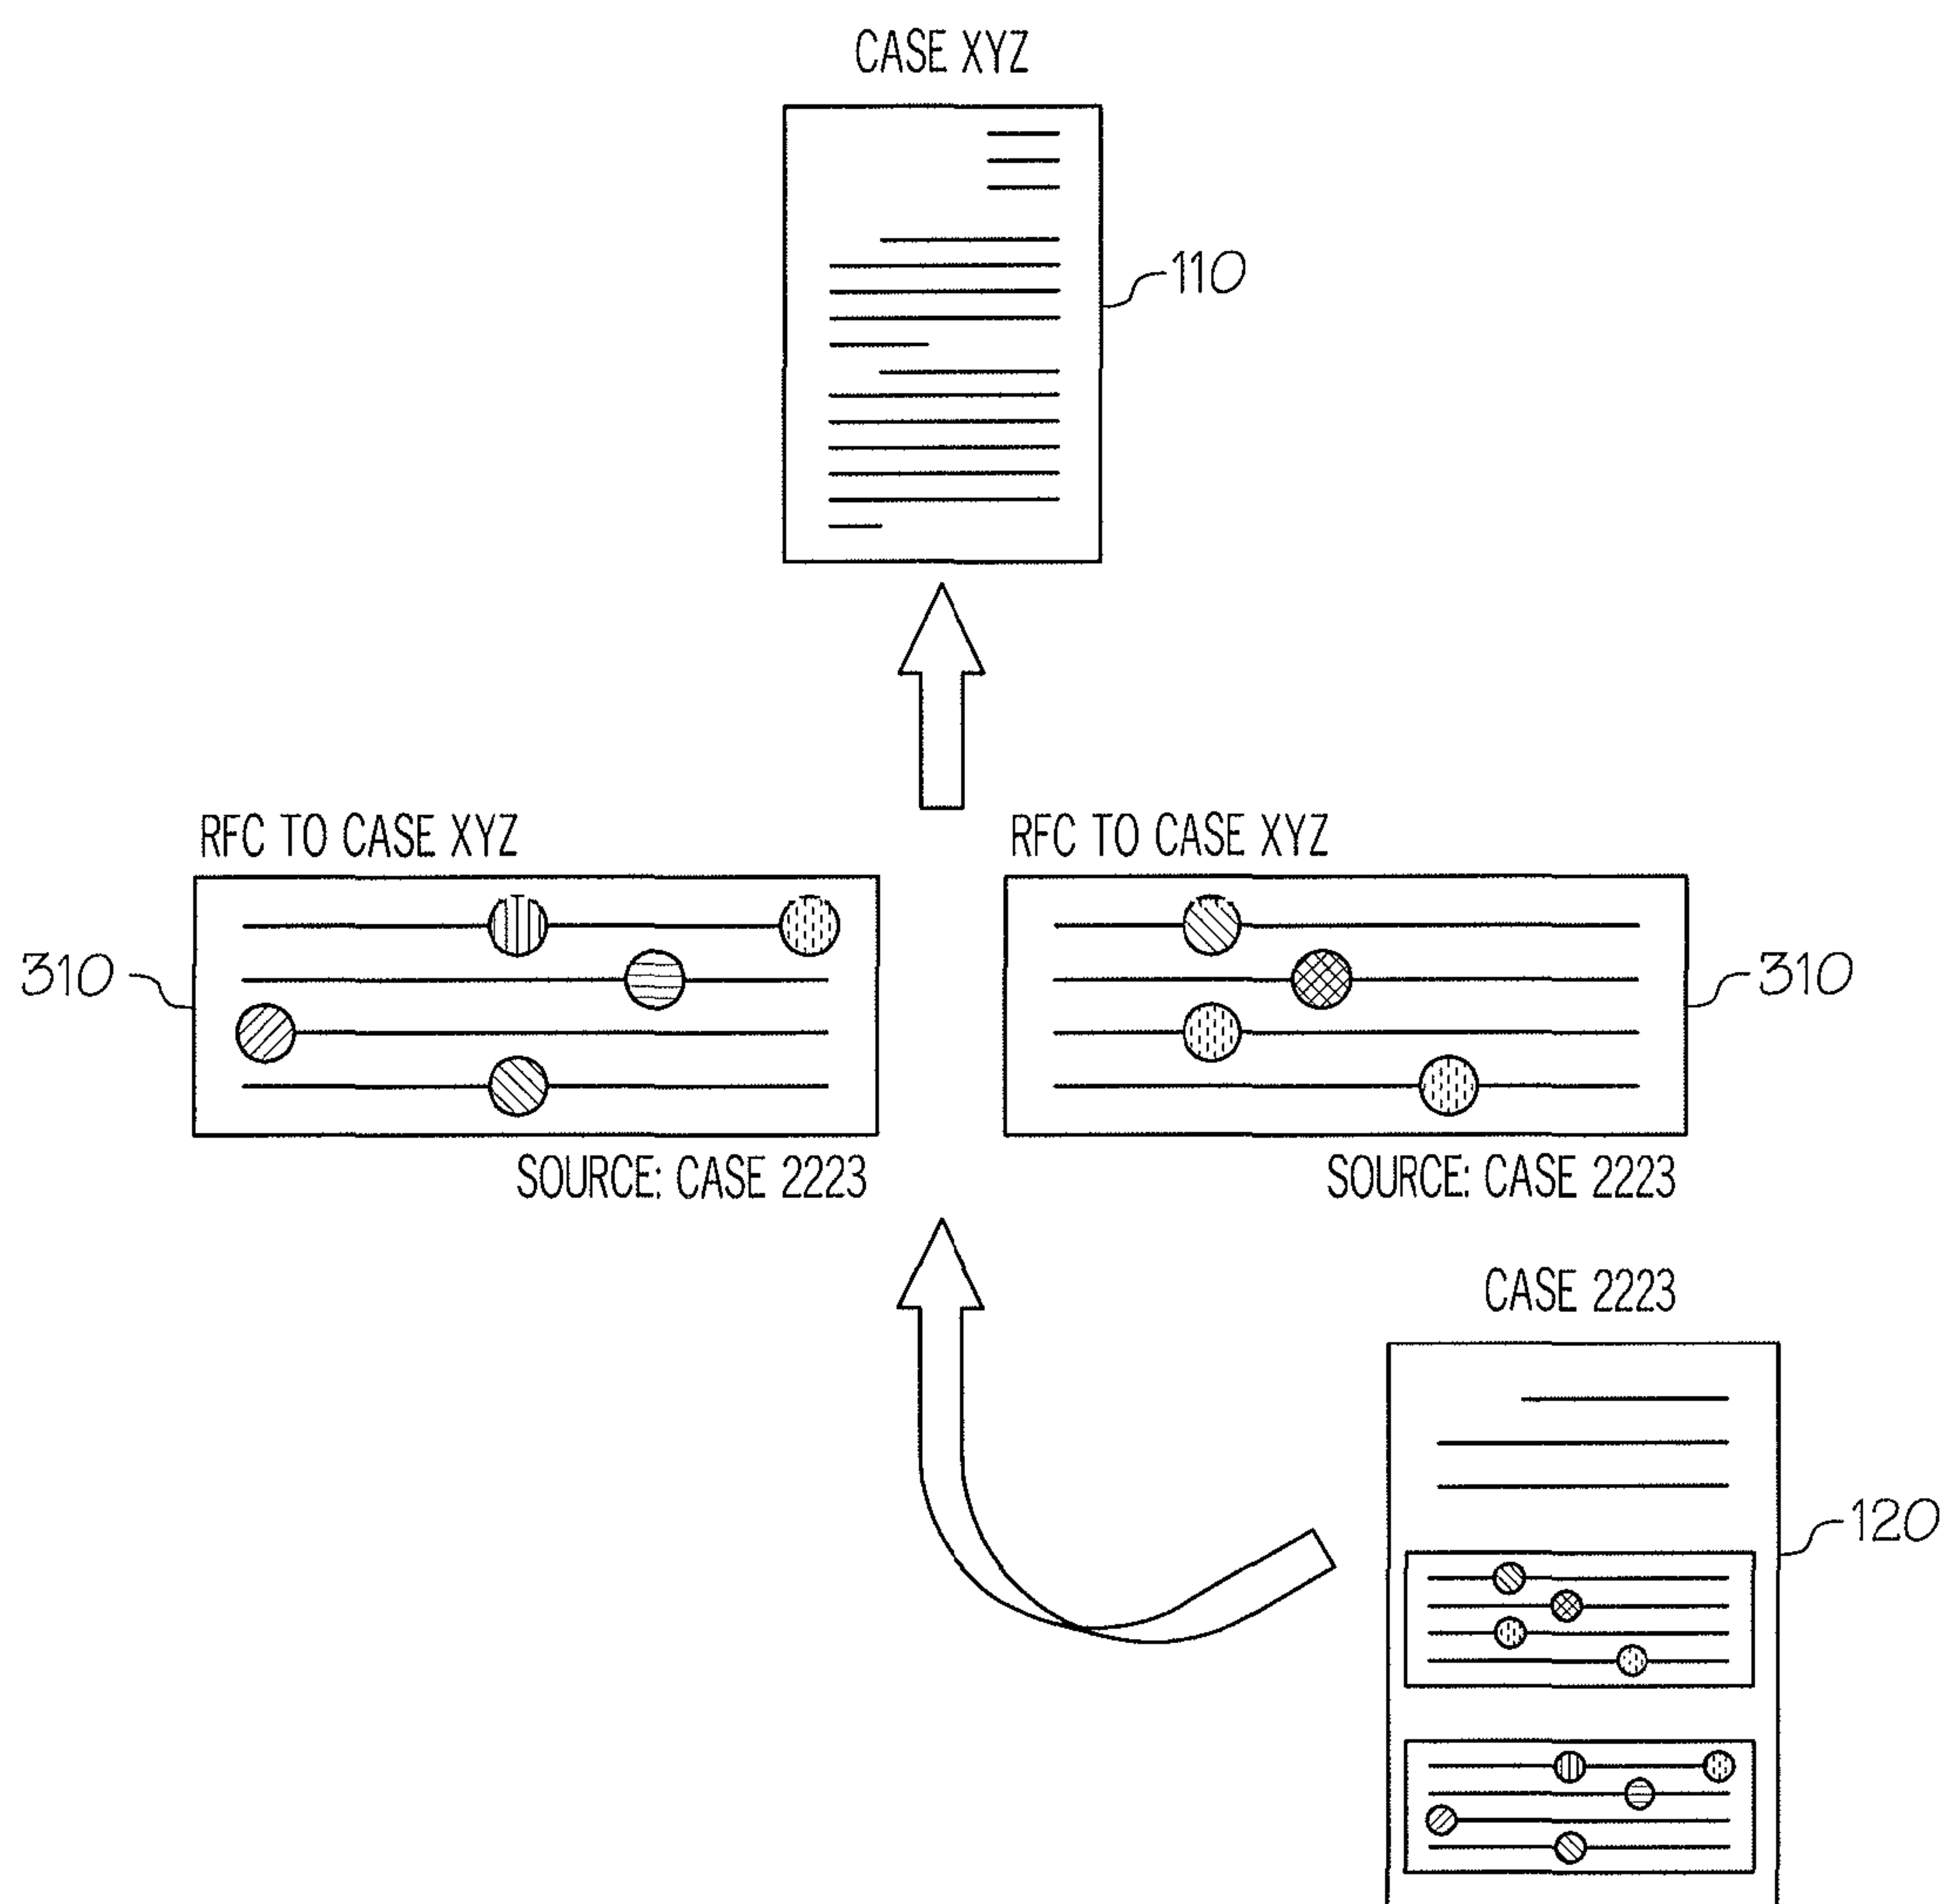 CASE XYZ
110
RFC TO CASE XYZ
RFC TO CASE XYZ
310
310
SOURCE: CASE 2223
SOURCE: CASE 2223
CASE 2223
120